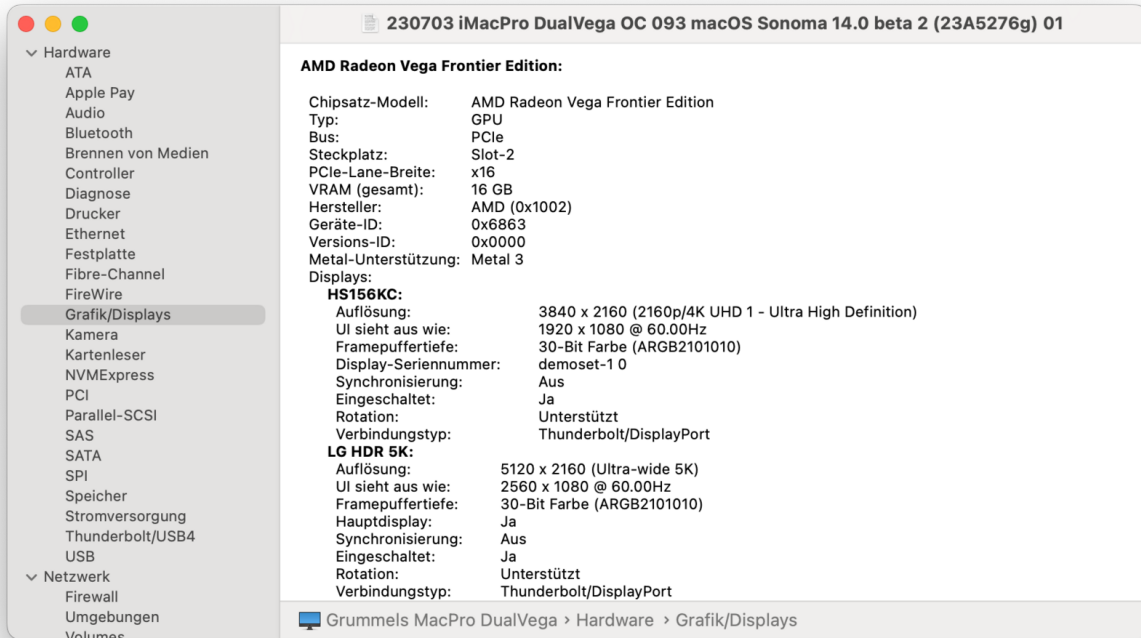 230703 iMacPro DualVega OC 093 macOS Sonoma 14.0 beta 2 (23A5276g) 01
Hardware
ATA
Apple Pay
Audio
Bluetooth
Brennen von Medien
Controller
Diagnose
Drucker
Ethernet
Festplatte
Fibre-Channel
FireWire
Grafik/Displays
Kamera
Kartenleser
NVMExpress
PCI
Parallel-SCSI
SAS
SATA
SPI
Speicher
Stromversorgung
Thunderbolt/USB4
USB
Netzwerk
Firewall
Umgebungen
Volumes
AMD Radeon Vega Frontier Edition:
Chipsatz-Modell: AMD Radeon Vega Frontier Edition
Typ: GPU
Bus: PCIe
Steckplatz: Slot-2
PCIe-Lane-Breite: x16
VRAM (gesamt): 16 GB
Hersteller: AMD (0x1002)
Geräte-ID: 0x6863
Versions-ID: 0x0000
Metal-Unterstützung: Metal 3
Displays:
HS156KC:
Auflösung: 3840 x 2160 (2160p/4K UHD 1 - Ultra High Definition)
UI sieht aus wie: 1920 x 1080 @ 60.00Hz
Framepuffertiefe: 30-Bit Farbe (ARGB2101010)
Display-Seriennummer: demoset-1 0
Synchronisierung: Aus
Eingeschaltet: Ja
Rotation: Unterstützt
Verbindungstyp: Thunderbolt/DisplayPort
LG HDR 5K:
Auflösung: 5120 x 2160 (Ultra-wide 5K)
UI sieht aus wie: 2560 x 1080 @ 60.00Hz
Framepuffertiefe: 30-Bit Farbe (ARGB2101010)
Hauptdisplay: Ja
Synchronisierung: Aus
Eingeschaltet: Ja
Rotation: Unterstützt
Verbindungstyp: Thunderbolt/DisplayPort
Grummels MacPro DualVega › Hardware › Grafik/Displays